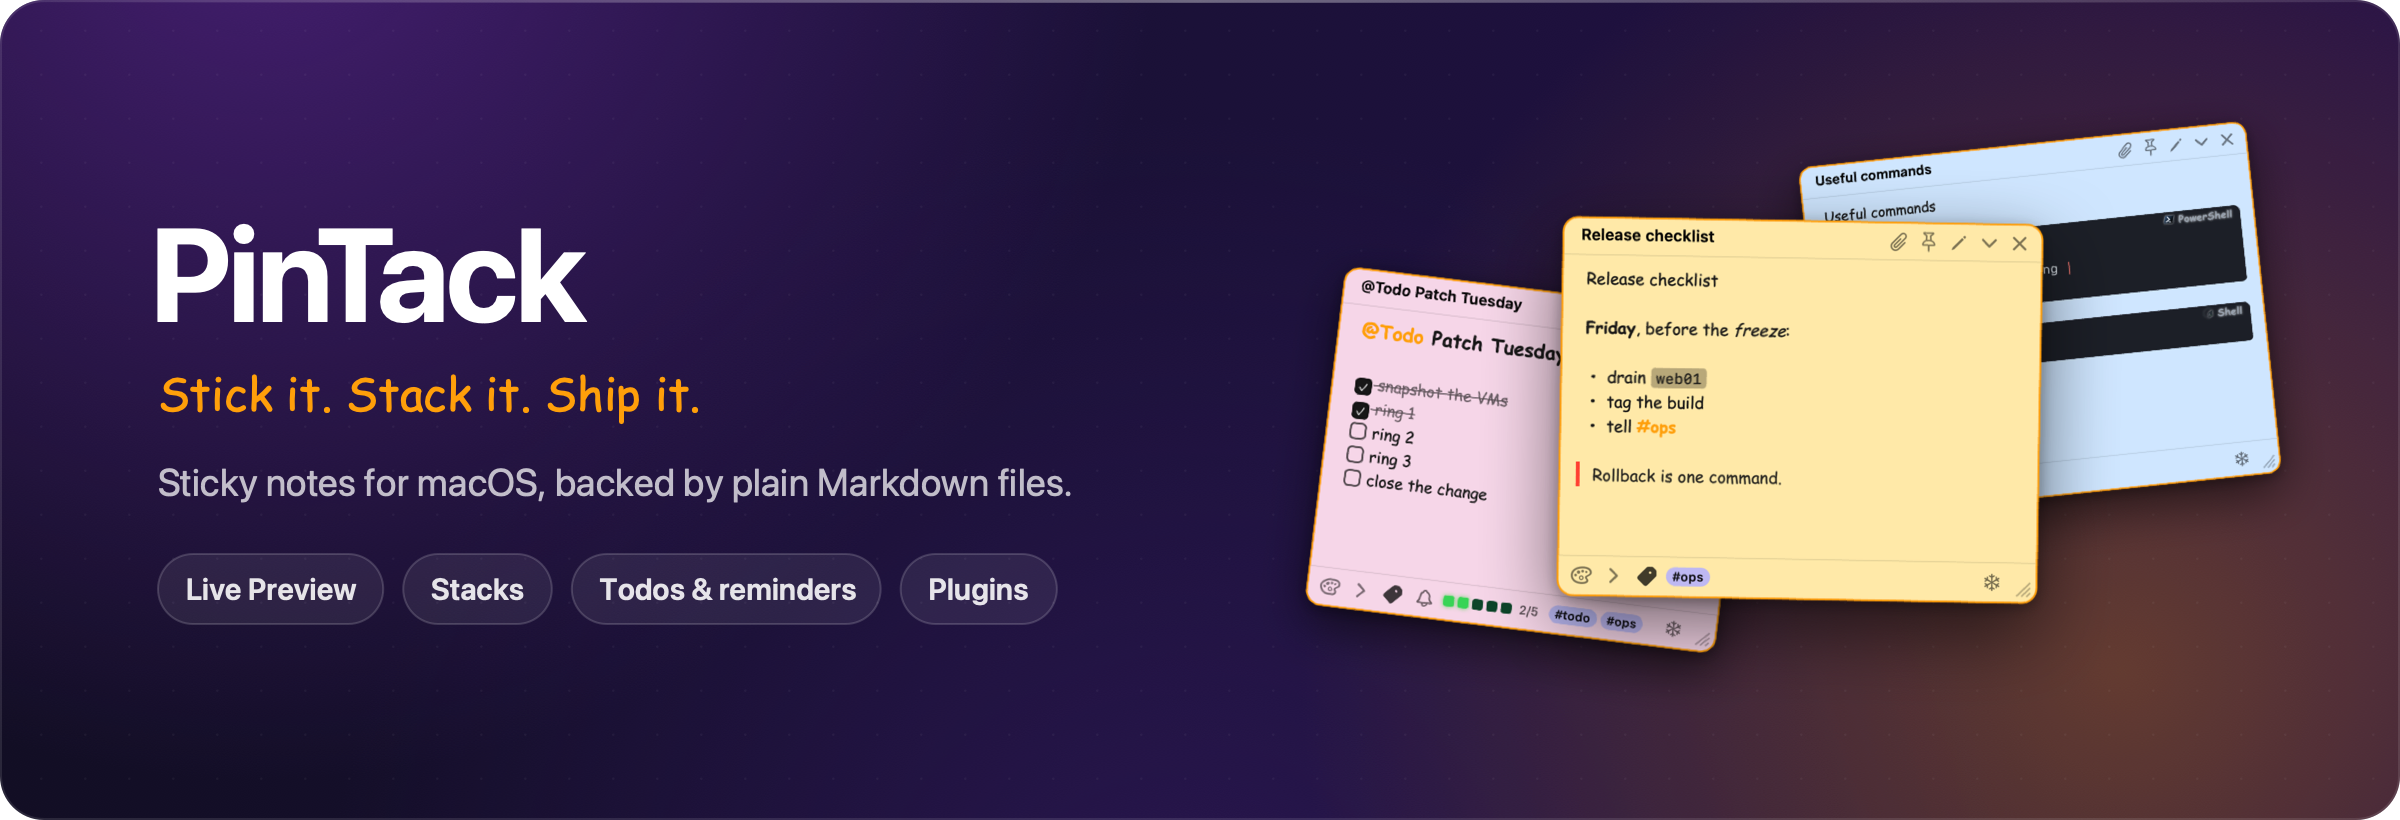 PinTack
Stick it. Stack it. Ship it.
Sticky notes for macOS, backed by plain Markdown files.
Live Preview
Stacks
Todos & reminders
Plugins
@Todo Patch Tuesday
@Todo Patch Tuesday
snapshot the VMs
ring 1
ring 2
ring 3
close the change
2/5
#todo
#ops
Release checklist
Release checklist
Friday, before the freeze:
• drain web01
• tag the build
• tell #ops
Rollback is one command.
#ops
Useful commands
Useful commands
PowerShell
ng |
Shell